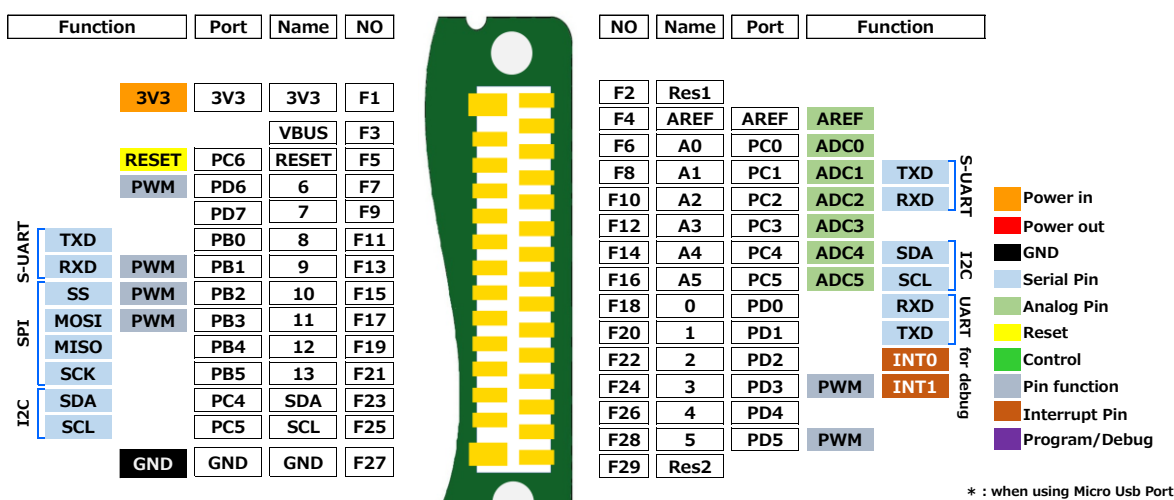 Function Port Name NO
NO Name Port Function
3V3 3V3 3V3 F1
VBUS F3
RESET PC6 RESET F5
PWM PD6 6 F7
PD7 7 F9
S-UART
TXD PB0 8 F11
RXD PWM PB1 9 F13
SPI
SS PWM PB2 10 F15
MOSI PWM PB3 11 F17
MISO PB4 12 F19
SCK PB5 13 F21
I2C
SDA PC4 SDA F23
SCL PC5 SCL F25
GND GND GND F27
F2 Res1
F4 AREF AREF AREF
F6 A0 PC0 ADC0
F8 A1 PC1 ADC1 TXD
F10 A2 PC2 ADC2 RXD
S-UART
F12 A3 PC3 ADC3
F14 A4 PC4 ADC4 SDA
F16 A5 PC5 ADC5 SCL
I2C
F18 0 PD0 RXD
F20 1 PD1 TXD
UART for debug
F22 2 PD2 INT0
F24 3 PD3 PWM INT1
F26 4 PD4
F28 5 PD5 PWM
F29 Res2
Power in
Power out
GND
Serial Pin
Analog Pin
Reset
Control
Pin function
Interrupt Pin
Program/Debug
* : when using Micro Usb Port